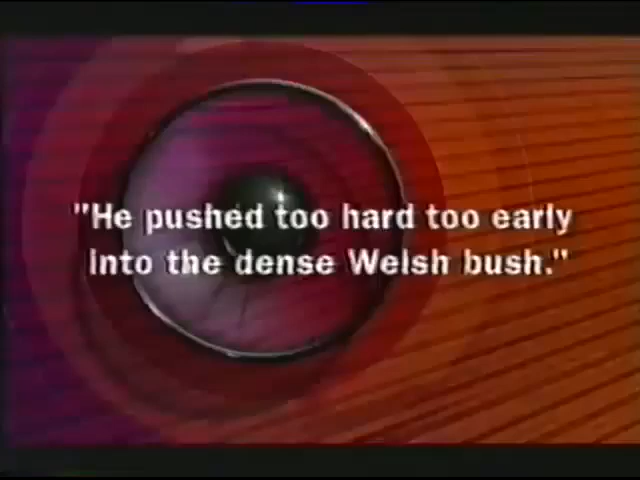 "He pushed too hard too early
into the dense Welsh bush."